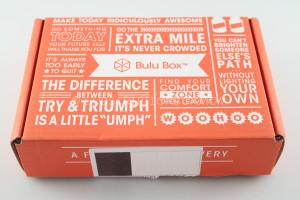 MAKE TODAY RIDICULOUSLY AWESOME
DO SOMETHING
TODAY
YOUR FUTURE SELF
WILL THANK YOU FOR
IT'S ALWAYS
TOO EARLY
TO QUIT
GO THE
EXTRA MILE
IT'S NEVER CROWDED
Bulu Box™
YOU CAN'T
BRIGHTEN
SOMEONE
ELSE'S
PATH
WITHOUT
LIGHTING
YOUR OWN
THE DIFFERENCE
BETWEEN
TRY & TRIUMPH
IS A LITTLE "UMPH"
FIND YOUR
COMFORT
ZONE
THEN LEAVE IT
WOOHOO
A F
VERY